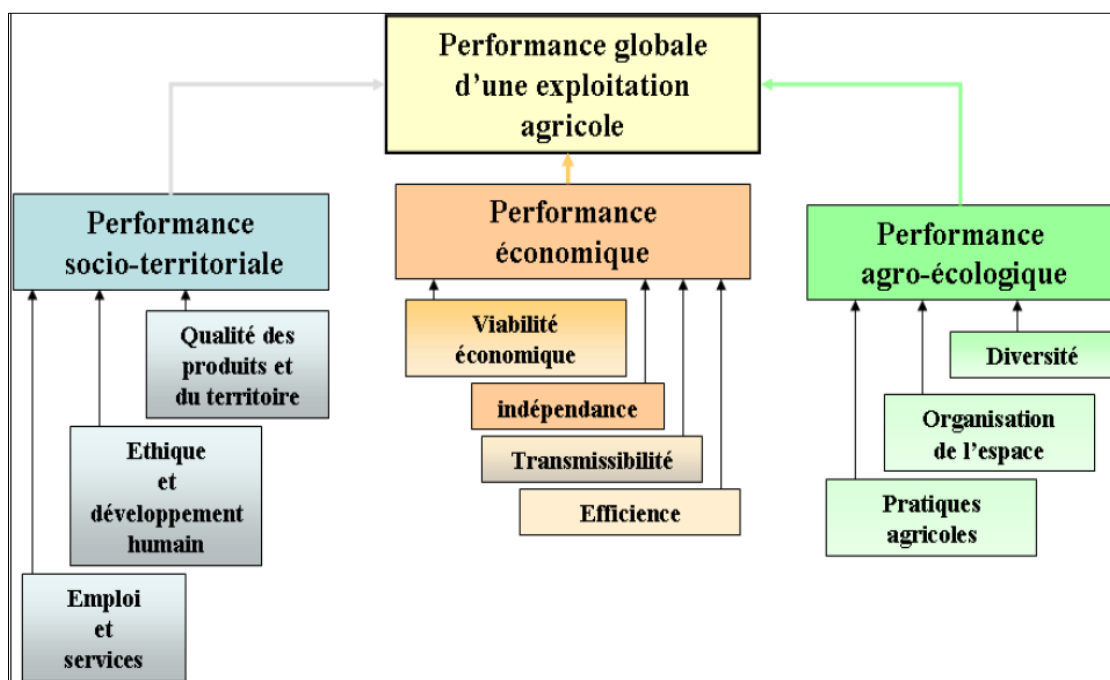 Performance globale
d’une exploitation
agricole
Performance
socio-territoriale
Qualité des
produits et
du territoire
Ethique
et
développement
humain
Emploi
et
services
Performance
économique
Viabilité
économique
indépendance
Transmissibilité
Efficience
Performance
agro-écologique
Diversité
Organisation
de l’espace
Pratiques
agricoles